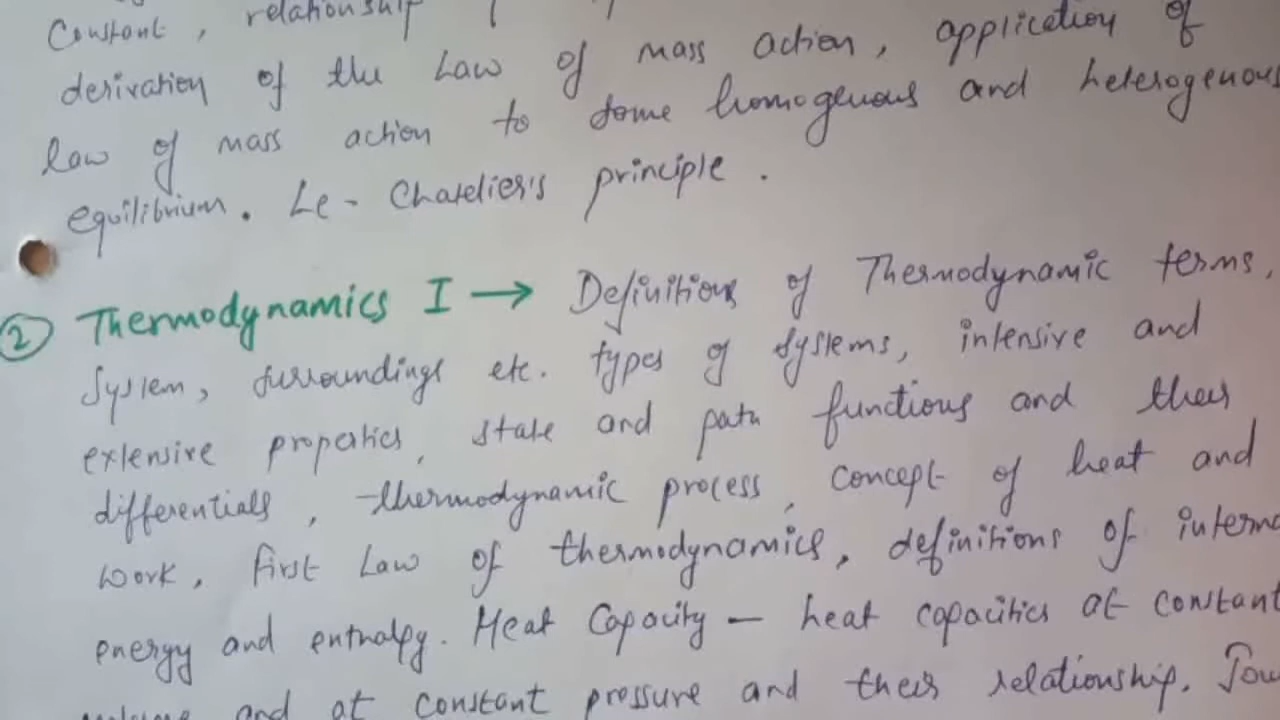 Constant, relationship
derivation of the Law of mass action, application of
law of mass action to some homogenous and heterogenous
equilibrium. Le - Chatelier's principle.
② Thermodynamics I → Definitions of Thermodynamic terms,
System, surroundings etc. types of systems, intensive and
extensive properties, state and path functions and their
differentials, thermodynamic process, concept of heat and
work, first Law of thermodynamics, definitions of interna
energy and enthalpy. Heat Capacity — heat capacities at constant
and at constant pressure and their relationship. Jou